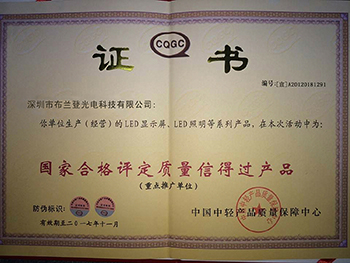 CQGC
证 书
编号:[宣]A20120181291
深圳市布兰登光电科技有限公司:
你单位生产(经营)的LED显示屏、LED照明等系列产品,在本次活动中为:
国家合格评定质量信得过产品
(重点推广单位)
防伪标识:
中国中轻产品质量保障中心
有效期至二〇一七年十一月